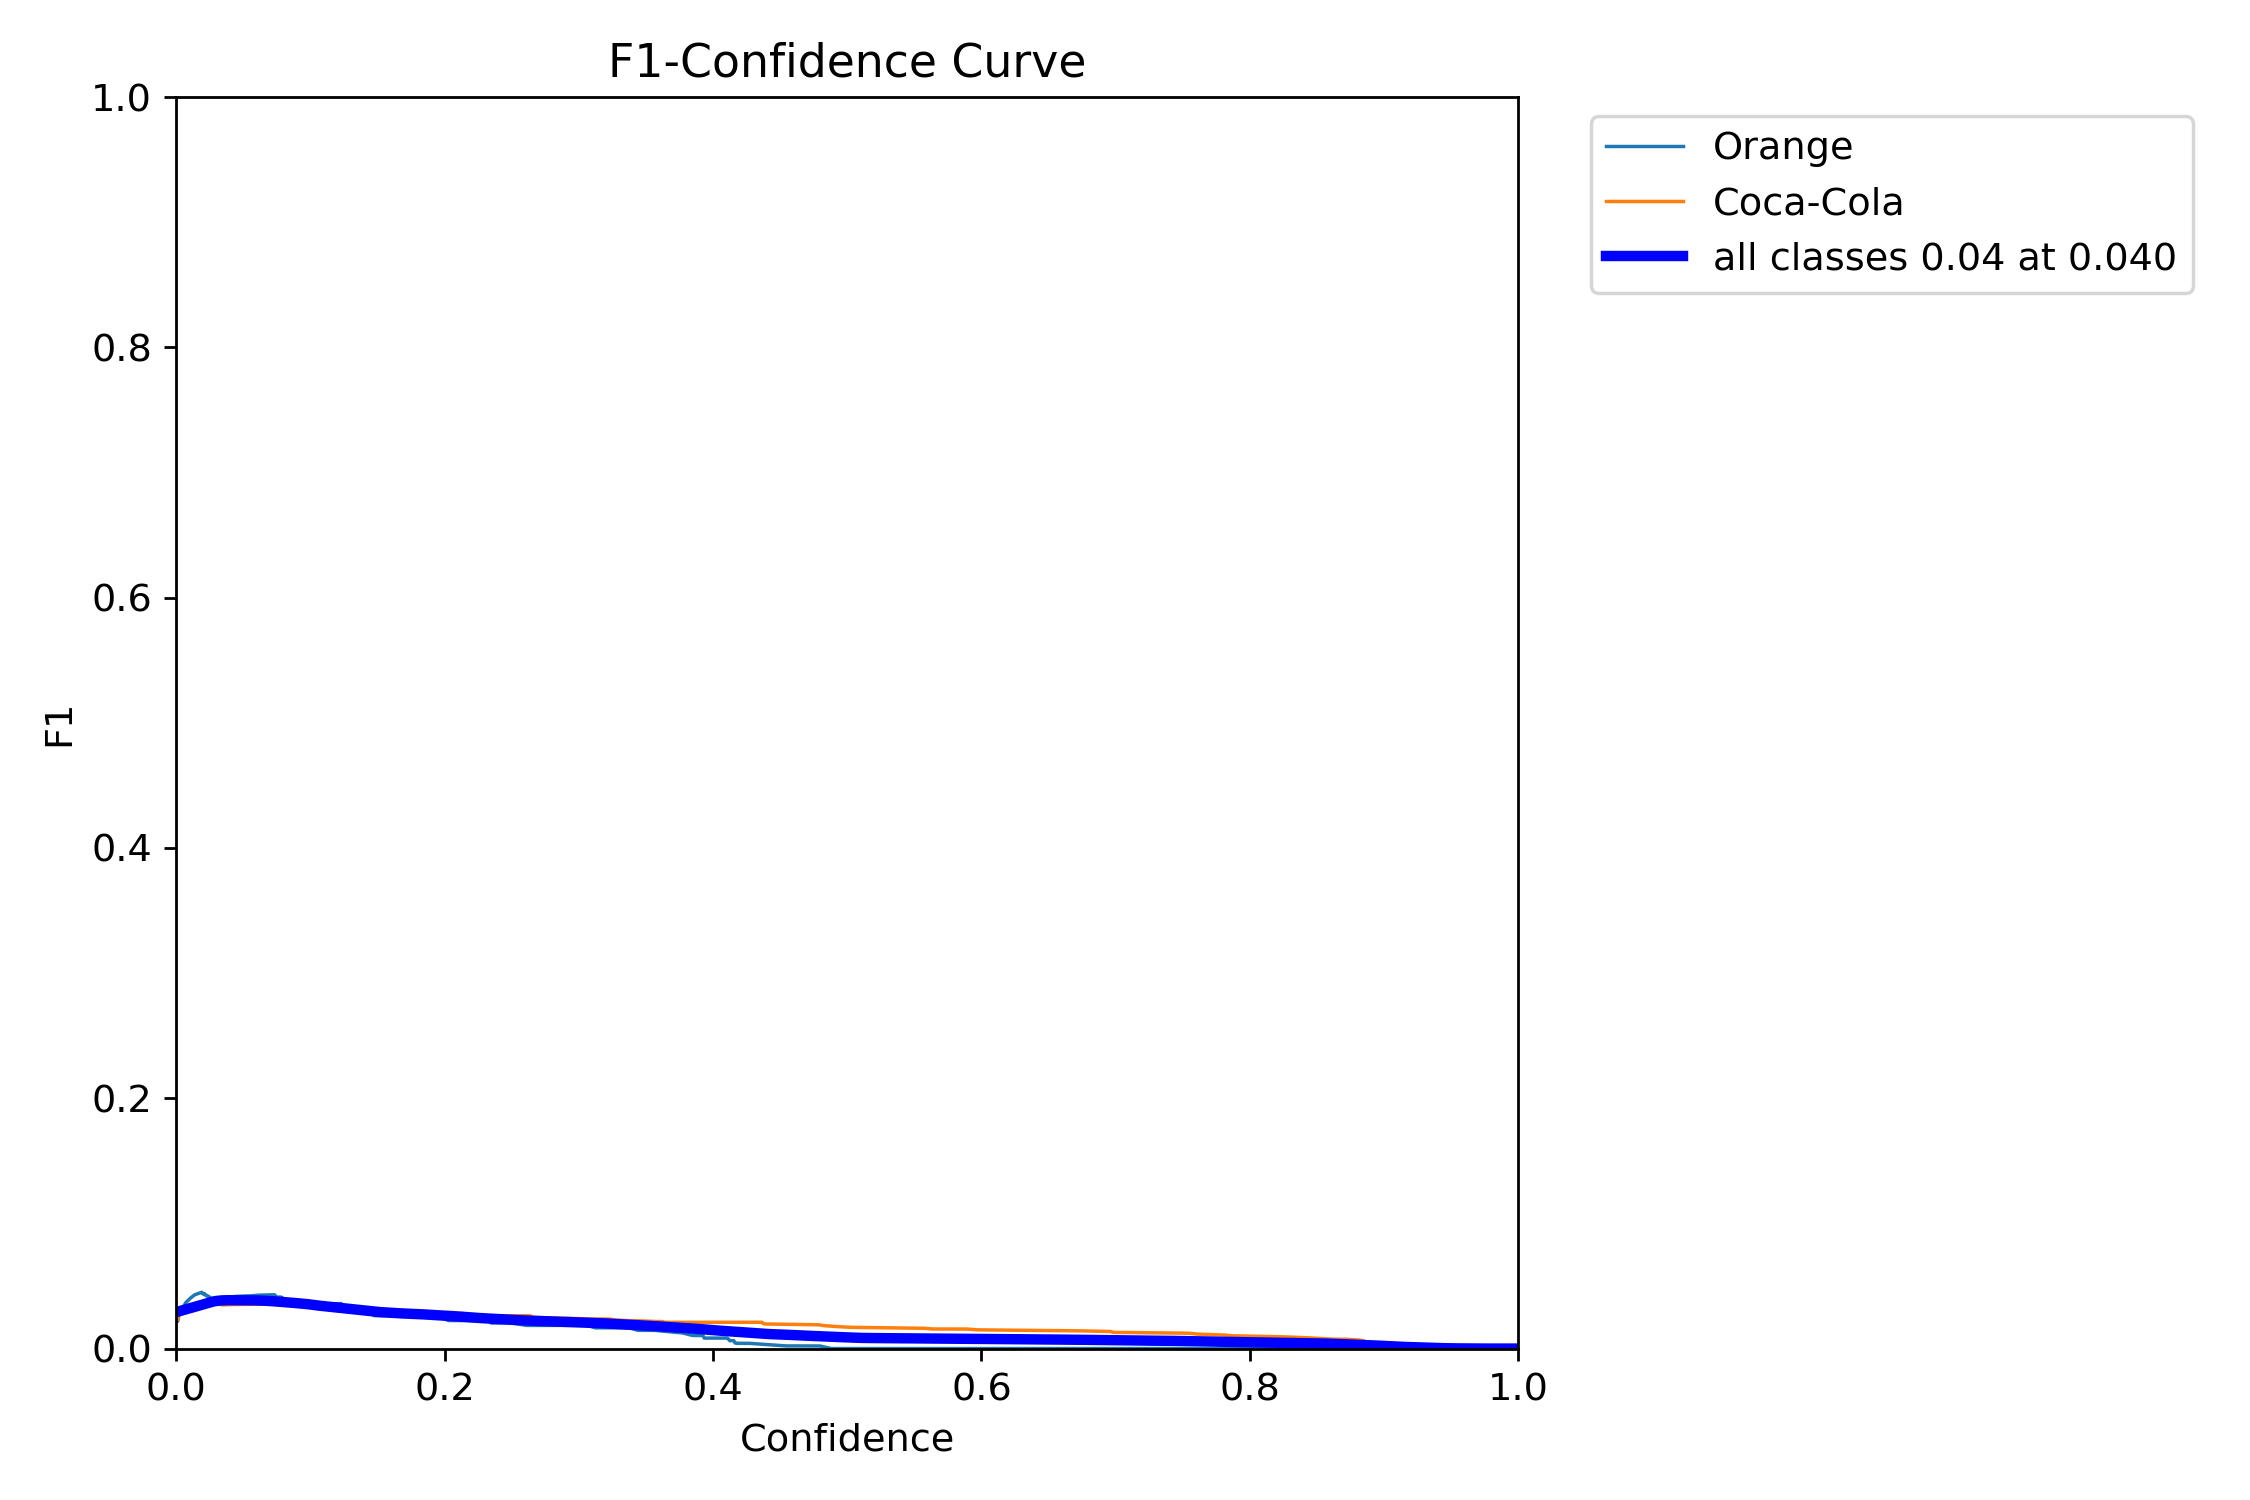 F1-Confidence Curve
1.0
0.8
0.6
0.4
0.2
0.0
F1
0.0 0.2 0.4 0.6 0.8 1.0
Confidence
Orange
Coca-Cola
all classes 0.04 at 0.040